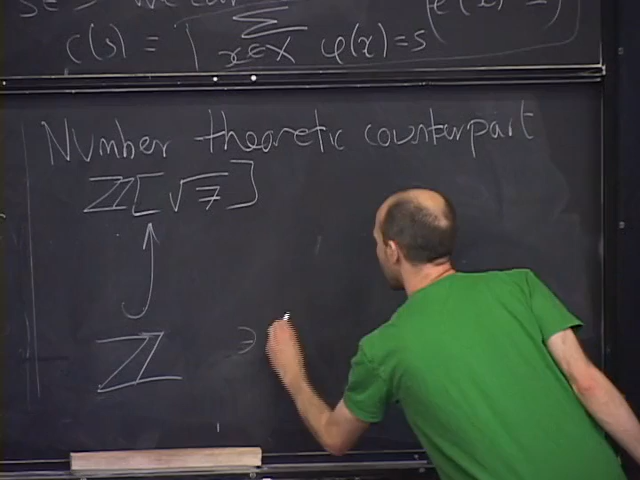 c(s) = √ Σ x∈X φ(x)=s
Number theoretic counterpart
ℤ[√7]
↑
ℤ ∋